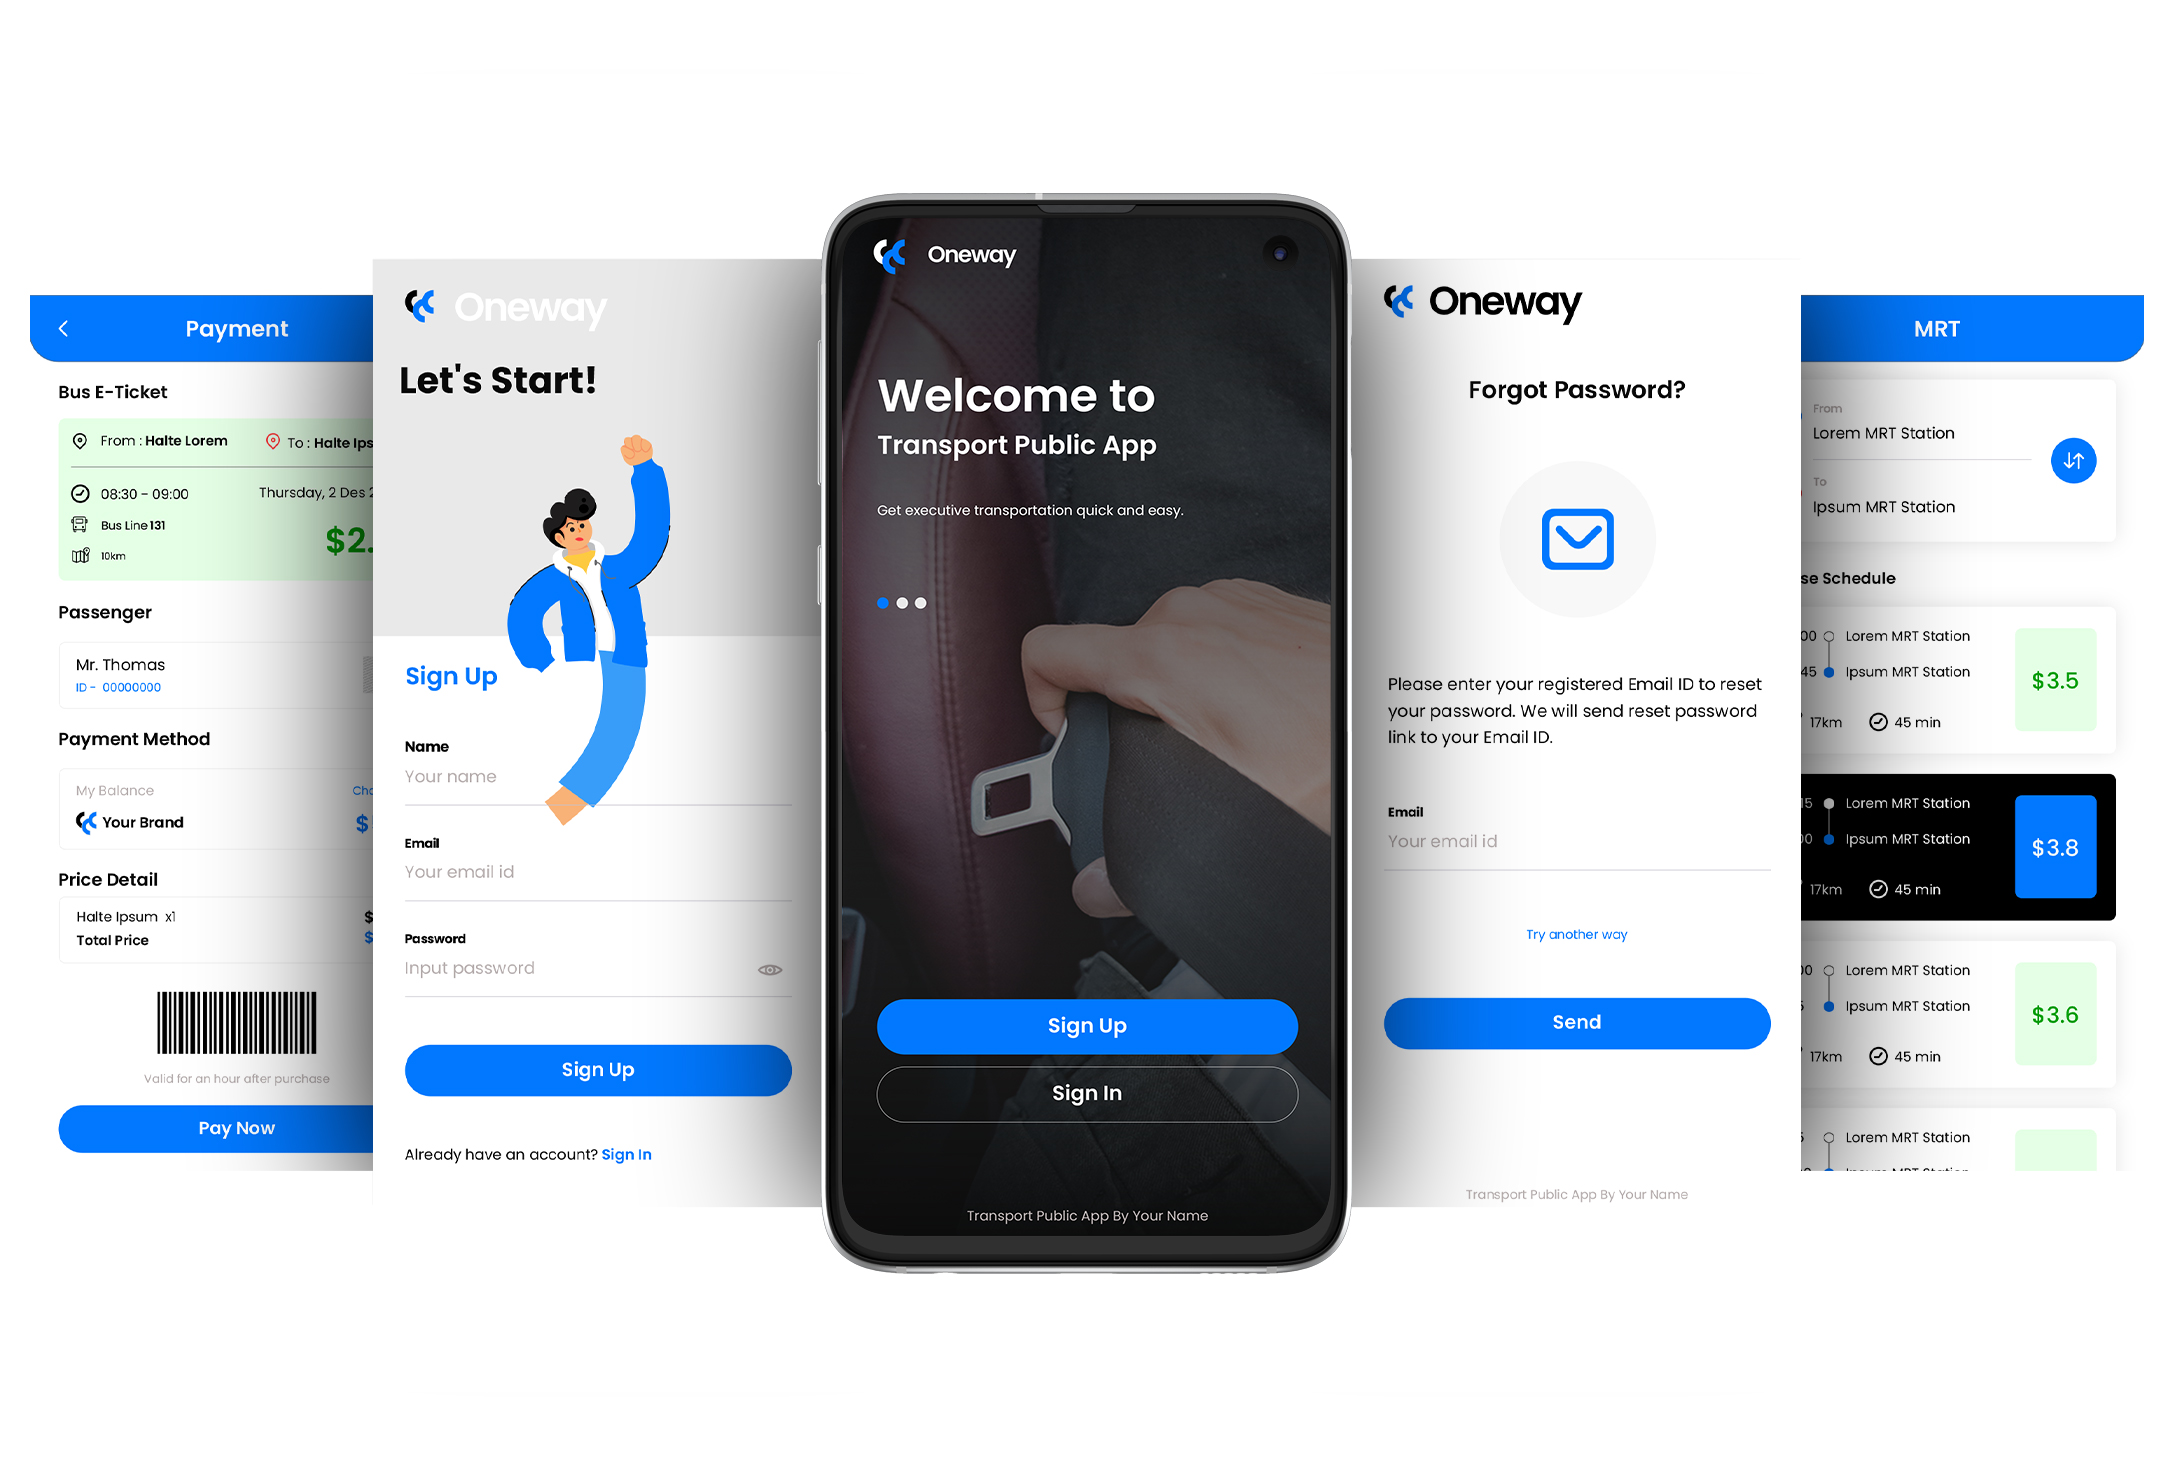 Payment
Bus E-Ticket
From : Halte Lorem To : Halte Ips
08:30 - 09:00 Thursday, 2 Des 2
Bus Line 131
$2.
10km
Passenger
Mr. Thomas
ID - 00000000
Payment Method
My Balance
Your Brand $
Price Detail
Halte Ipsum x1 $
Total Price $
Valid for an hour after purchase
Pay Now
Oneway
Let's Start!
Sign Up
Name
Your name
Email
Your email id
Password
Input password
Sign Up
Already have an account? Sign In
Oneway
Welcome to
Transport Public App
Get executive transportation quick and easy.
Sign Up
Sign In
Transport Public App By Your Name
Oneway
Forgot Password?
Please enter your registered Email ID to reset
your password. We will send reset password
link to your Email ID.
Email
Your email id
Try another way
Send
Transport Public App By Your Name
MRT
From
Lorem MRT Station
To
Ipsum MRT Station
se Schedule
00 Lorem MRT Station
45 Ipsum MRT Station
$3.5
17km 45 min
15 Lorem MRT Station
00 Ipsum MRT Station
$3.8
17km 45 min
00 Lorem MRT Station
Ipsum MRT Station
$3.6
17km 45 min
Lorem MRT Station
Ipsum MRT Station